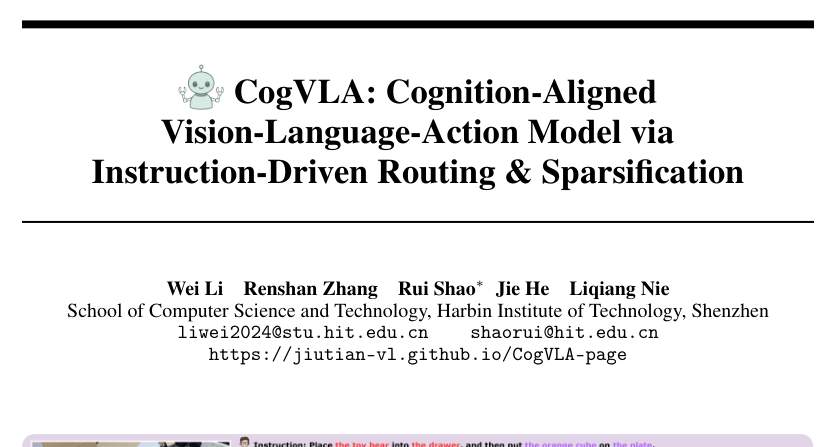 CogVLA: Cognition-Aligned
Vision-Language-Action Model via
Instruction-Driven Routing & Sparsification
Wei Li Renshan Zhang Rui Shao* Jie He Liqiang Nie
School of Computer Science and Technology, Harbin Institute of Technology, Shenzhen
liwei2024@stu.hit.edu.cn shaorui@hit.edu.cn
https://jiutian-vl.github.io/CogVLA-page
Instruction: Place the toy bear into the drawer, and then put the orange cube on the plate.